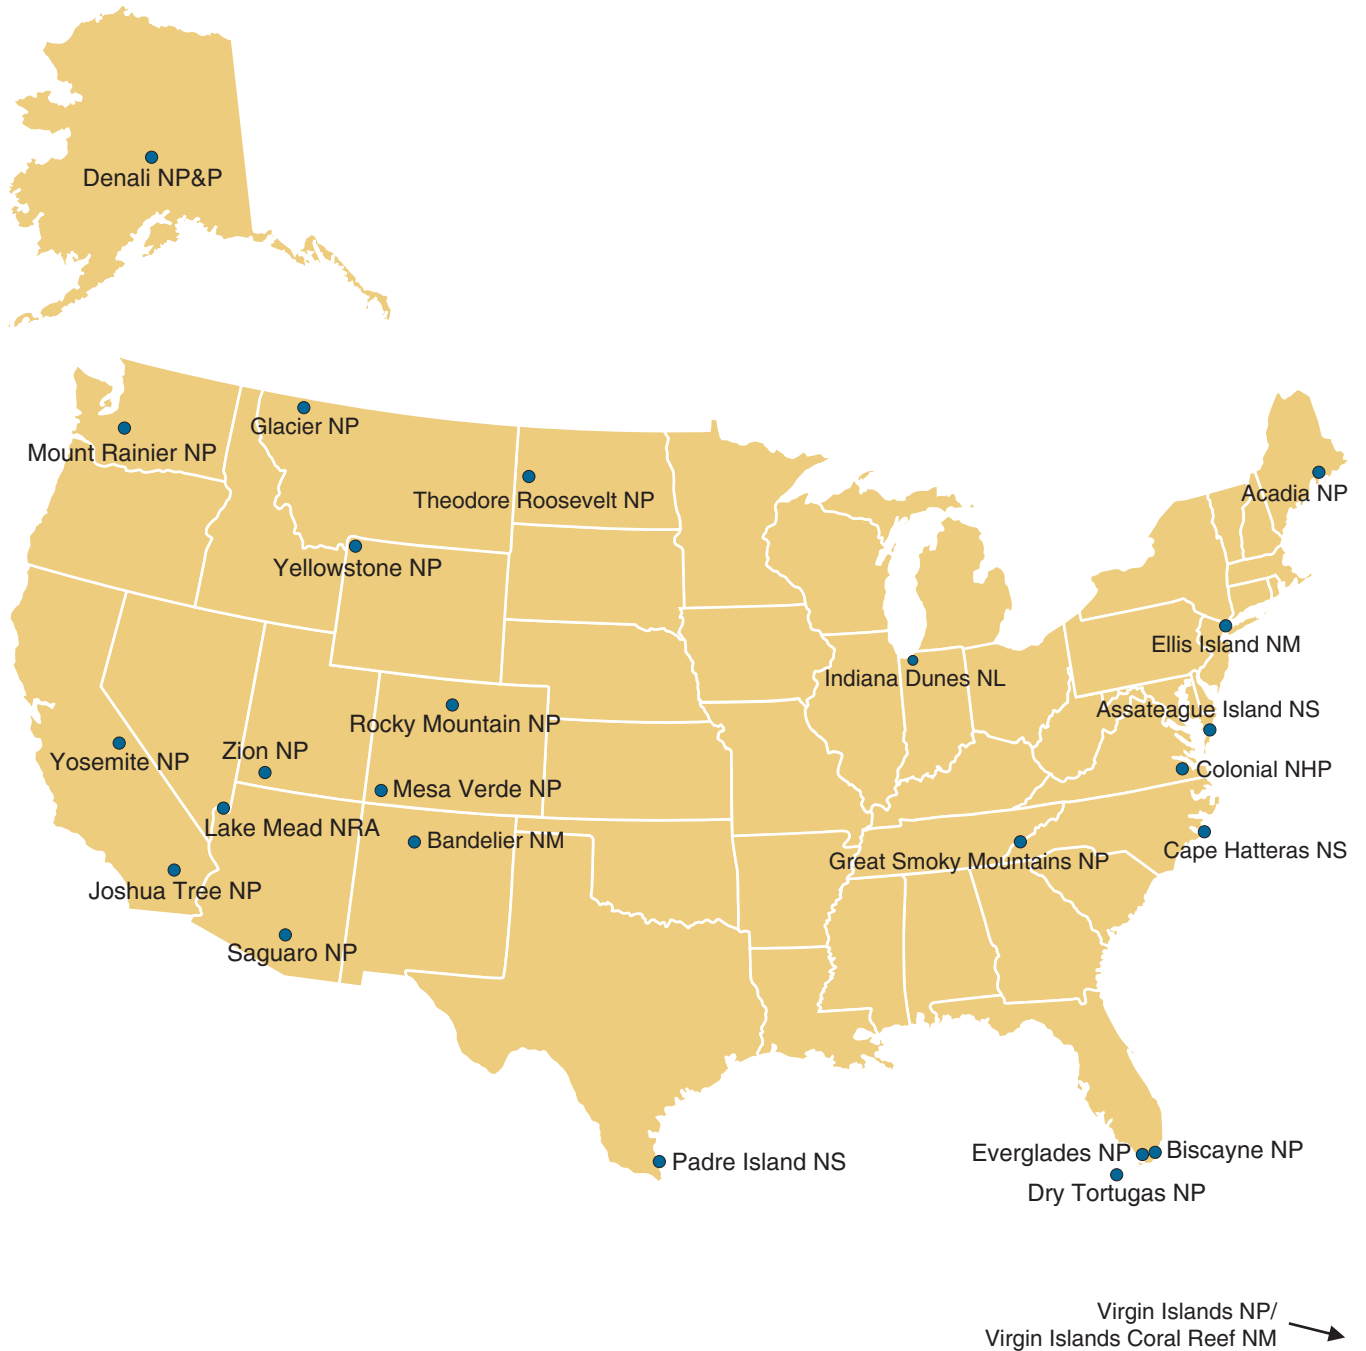 Denali NP&P
Glacier NP
Mount Rainier NP
Theodore Roosevelt NP
Acadia NP
Yellowstone NP
Ellis Island NM
Indiana Dunes NL
Assateague Island NS
Rocky Mountain NP
Zion NP
Yosemite NP
Colonial NHP
Mesa Verde NP
Lake Mead NRA
Bandelier NM
Cape Hatteras NS
Great Smoky Mountains NP
Joshua Tree NP
Saguaro NP
Everglades NP
Biscayne NP
Padre Island NS
Dry Tortugas NP
Virgin Islands NP/
Virgin Islands Coral Reef NM